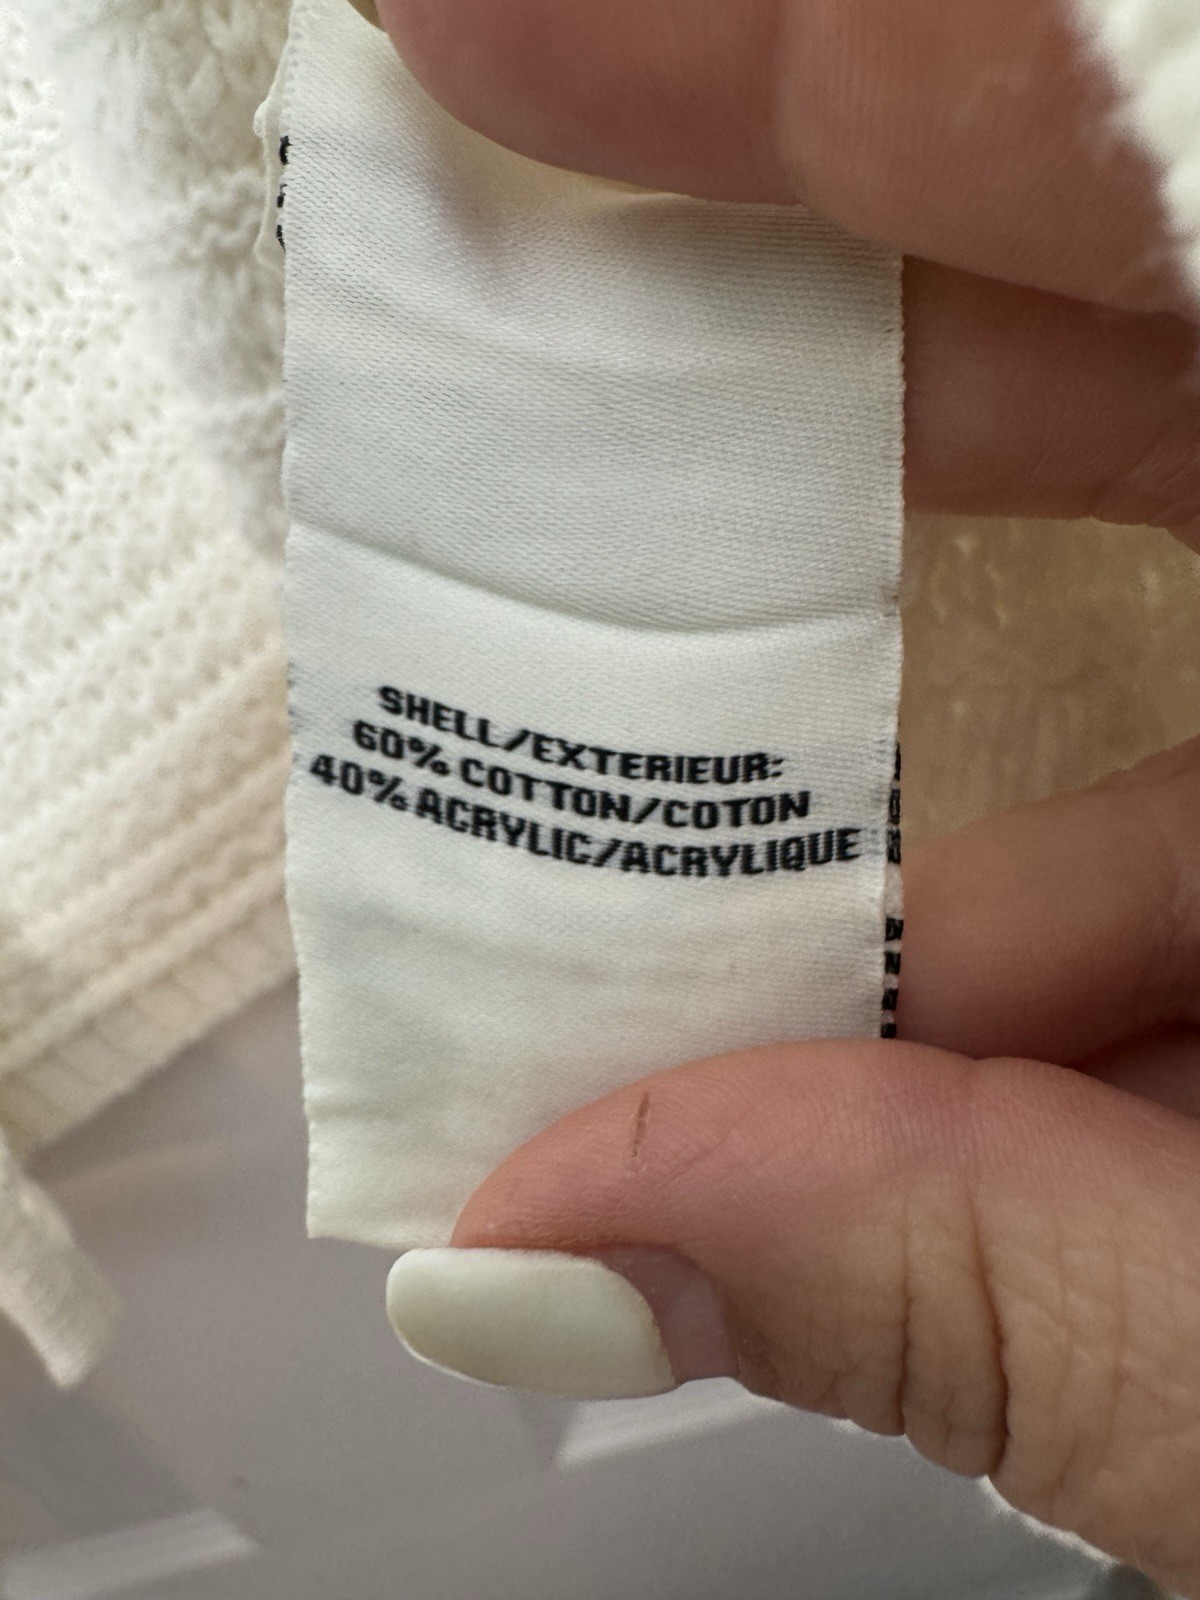 SHELL/EXTERIEUR:
60% COTTON/COTON
40% ACRYLIC/ACRYLIQUE